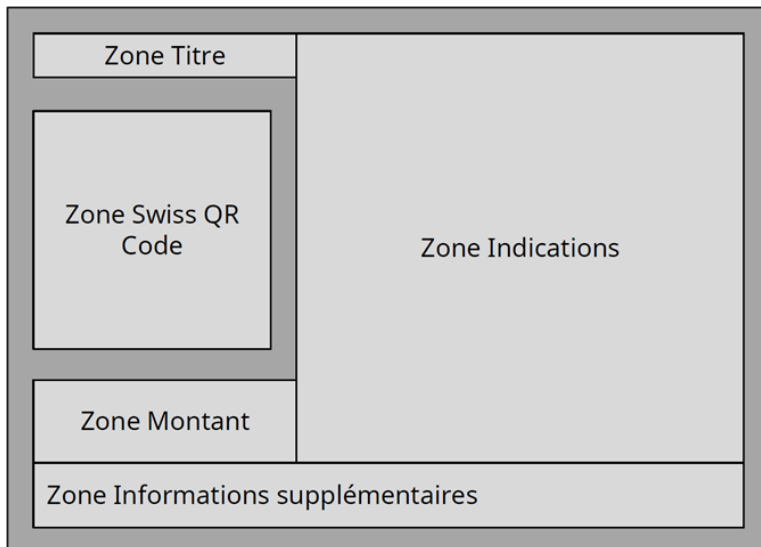 Zone Titre
Zone Swiss QR
Code
Zone Indications
Zone Montant
Zone Informations supplémentaires